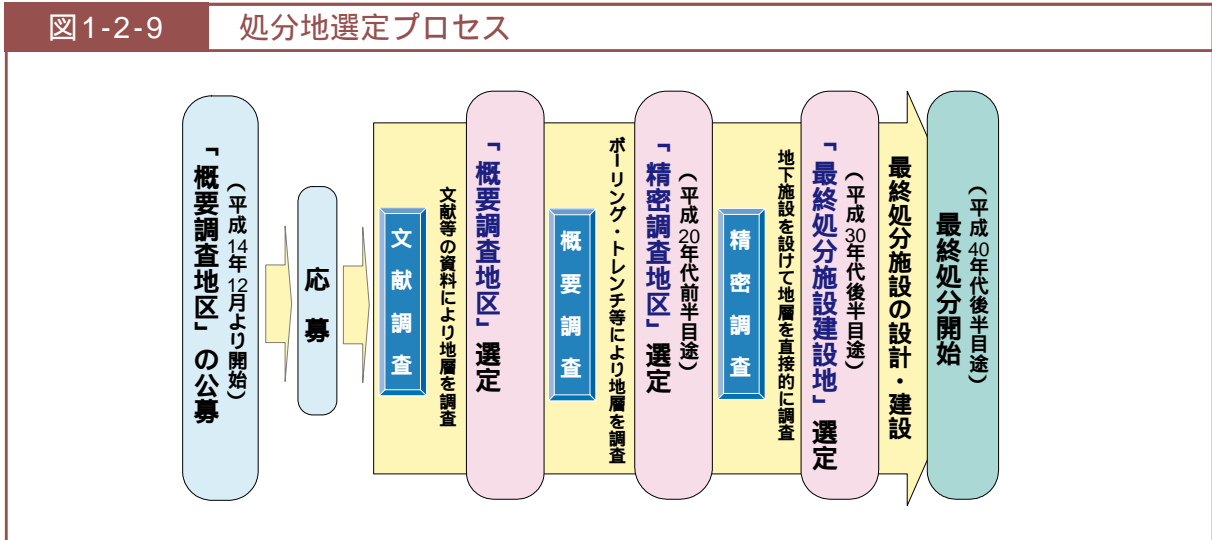 図1-2-9
処分地選定プロセス
「概要調査地区」の公募
(平成14年12月より開始)
応募
文献調査
文献等の資料により地層を調査
「概要調査地区」選定
概要調査
ボーリング・トレンチ等により地層を調査
「精密調査地区」選定
(平成20年代前半目途)
精密調査
地下施設を設けて地層を直接的に調査
「最終処分施設建設地」選定
(平成30年代後半目途)
最終処分施設の設計・建設
最終処分開始
(平成40年代後半目途)